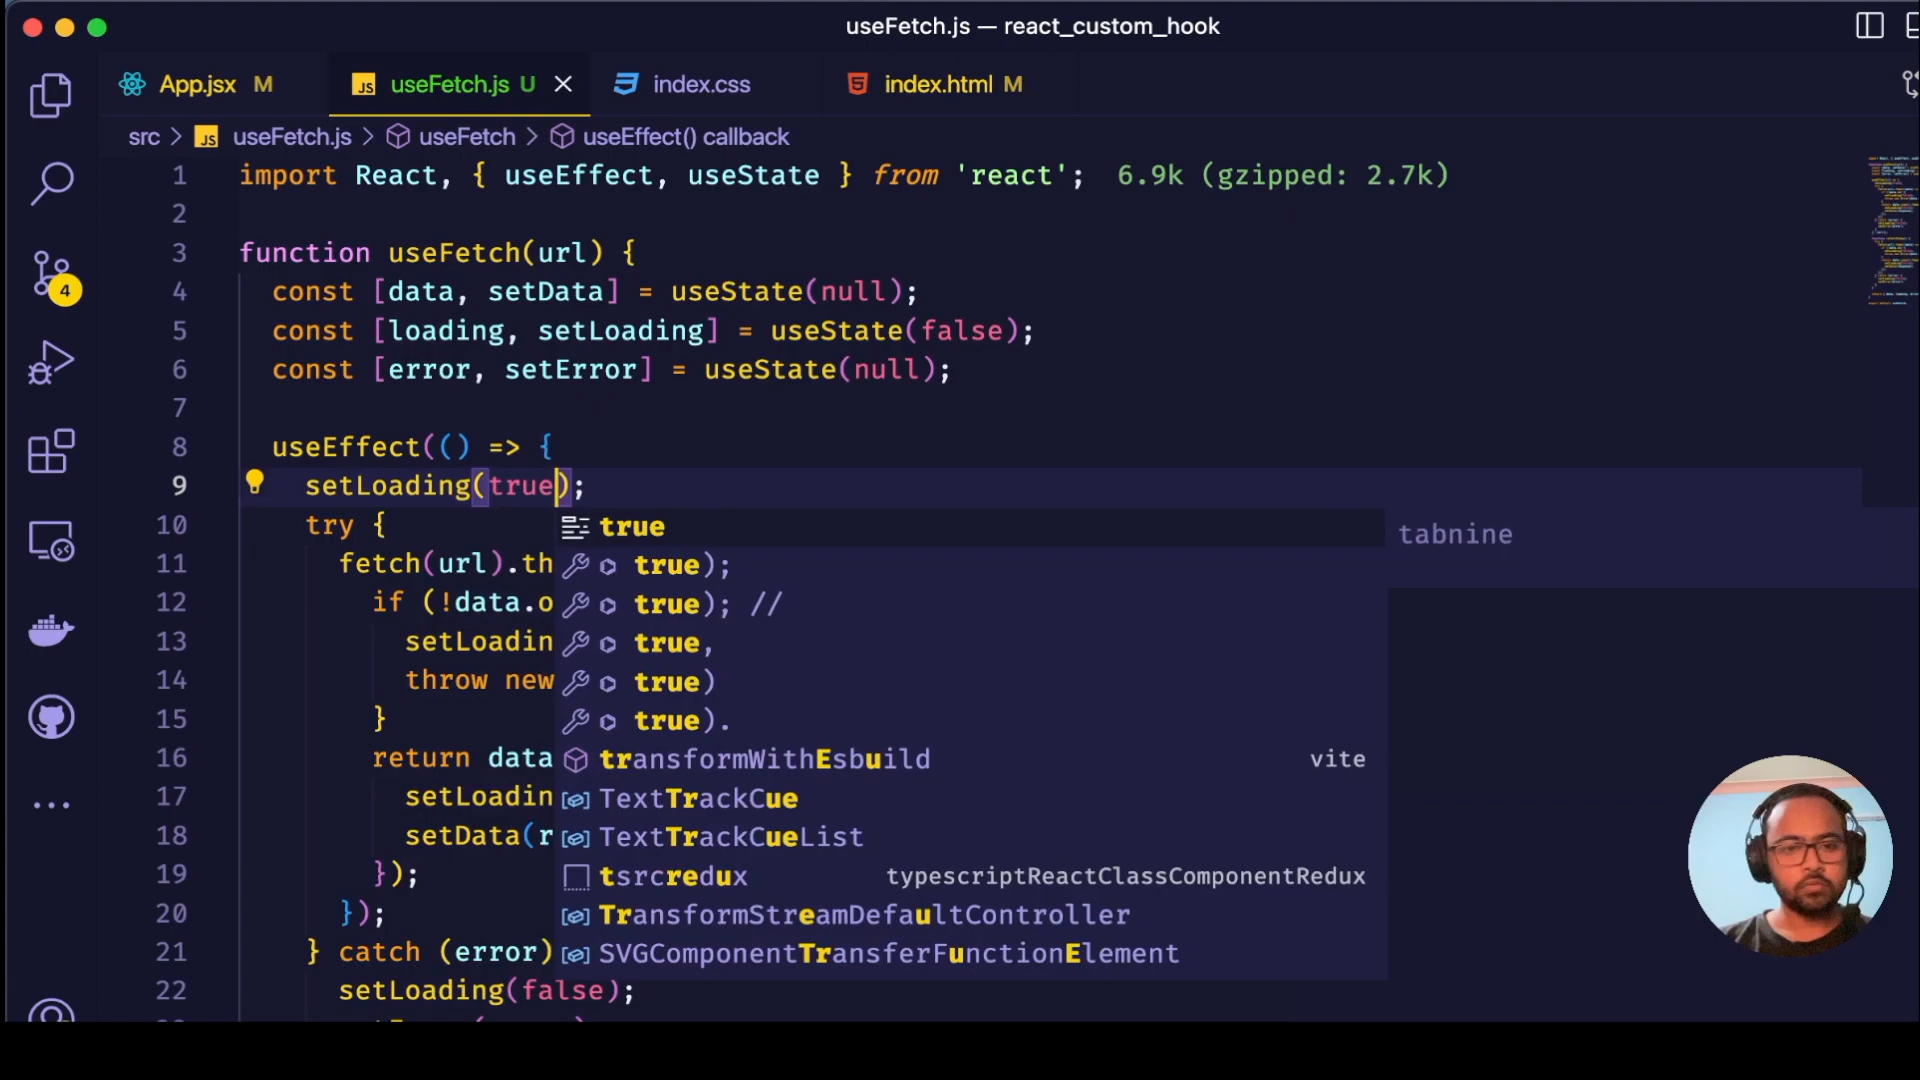 useFetch.js — react_custom_hook
App.jsx M
useFetch.js U
index.css
index.html M
src > JS useFetch.js > useFetch > useEffect() callback
1 import React, { useEffect, useState } from 'react'; 6.9k (gzipped: 2.7k)
2
3 function useFetch(url) {
4 const [data, setData] = useState(null);
5 const [loading, setLoading] = useState(false);
6 const [error, setError] = useState(null);
7
8 useEffect(() => {
9 setLoading(true);
10 try {
11 fetch(url).th
12 if (!data.o
13 setLoadin
14 throw new
15 }
16 return data
17 setLoadin
18 setData(r
19 });
20 });
21 } catch (error)
22 setLoading(false);
true
tabnine
true);
true); //
true,
true)
true).
transformWithEsbuild vite
TextTrackCue
TextTrackCueList
tsrcredux typescriptReactClassComponentRedux
TransformStreamDefaultController
SVGComponentTransferFunctionElement
4